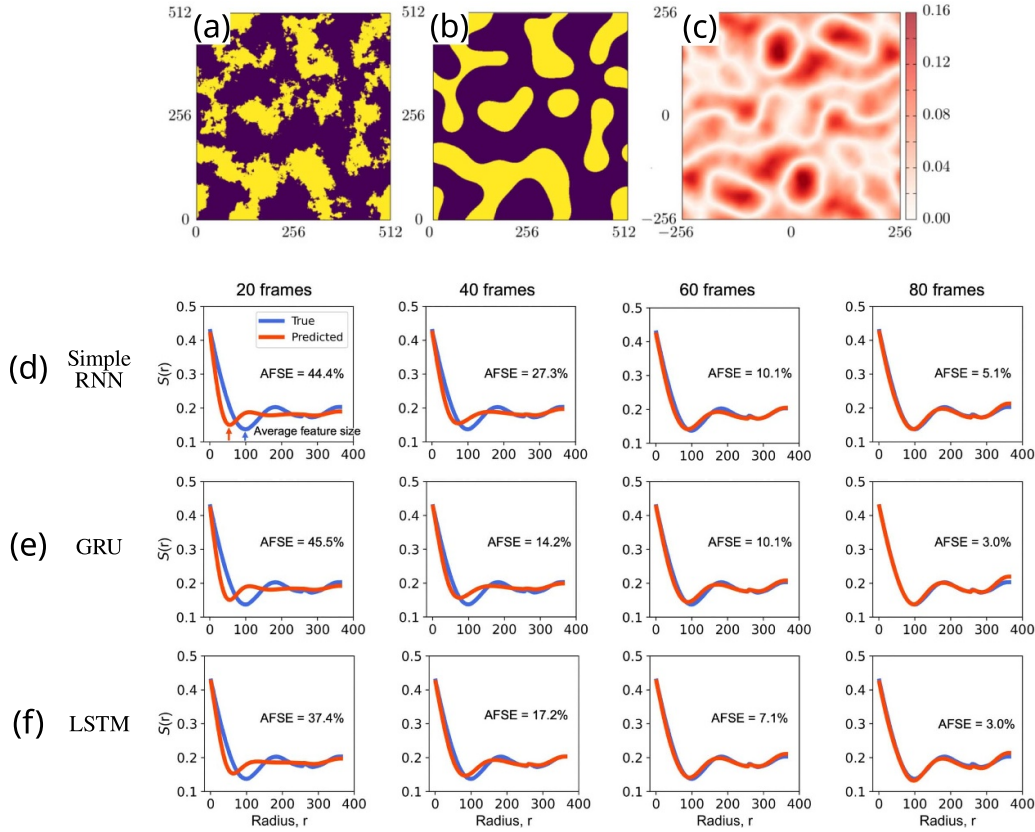 (a)
512
256
0
0
256
512
(b)
512
256
0
0
256
512
(c)
256
0
−256
−256
0
256
0.16
0.12
0.08
0.04
0.00
20 frames
40 frames
60 frames
80 frames
(d)
Simple
RNN
S(r)
0.5
0.4
0.3
0.2
0.1
True
Predicted
AFSE = 44.4%
Average feature size
0 100 200 300 400
0.5
0.4
0.3
0.2
0.1
AFSE = 27.3%
0 100 200 300 400
0.5
0.4
0.3
0.2
0.1
AFSE = 10.1%
0 100 200 300 400
0.5
0.4
0.3
0.2
0.1
AFSE = 5.1%
0 100 200 300 400
(e)
GRU
S(r)
0.5
0.4
0.3
0.2
0.1
AFSE = 45.5%
0 100 200 300 400
0.5
0.4
0.3
0.2
0.1
AFSE = 14.2%
0 100 200 300 400
0.5
0.4
0.3
0.2
0.1
AFSE = 10.1%
0 100 200 300 400
0.5
0.4
0.3
0.2
0.1
AFSE = 3.0%
0 100 200 300 400
(f)
LSTM
S(r)
0.5
0.4
0.3
0.2
0.1
AFSE = 37.4%
0 100 200 300 400
Radius, r
0.5
0.4
0.3
0.2
0.1
AFSE = 17.2%
0 100 200 300 400
Radius, r
0.5
0.4
0.3
0.2
0.1
AFSE = 7.1%
0 100 200 300 400
Radius, r
0.5
0.4
0.3
0.2
0.1
AFSE = 3.0%
0 100 200 300 400
Radius, r